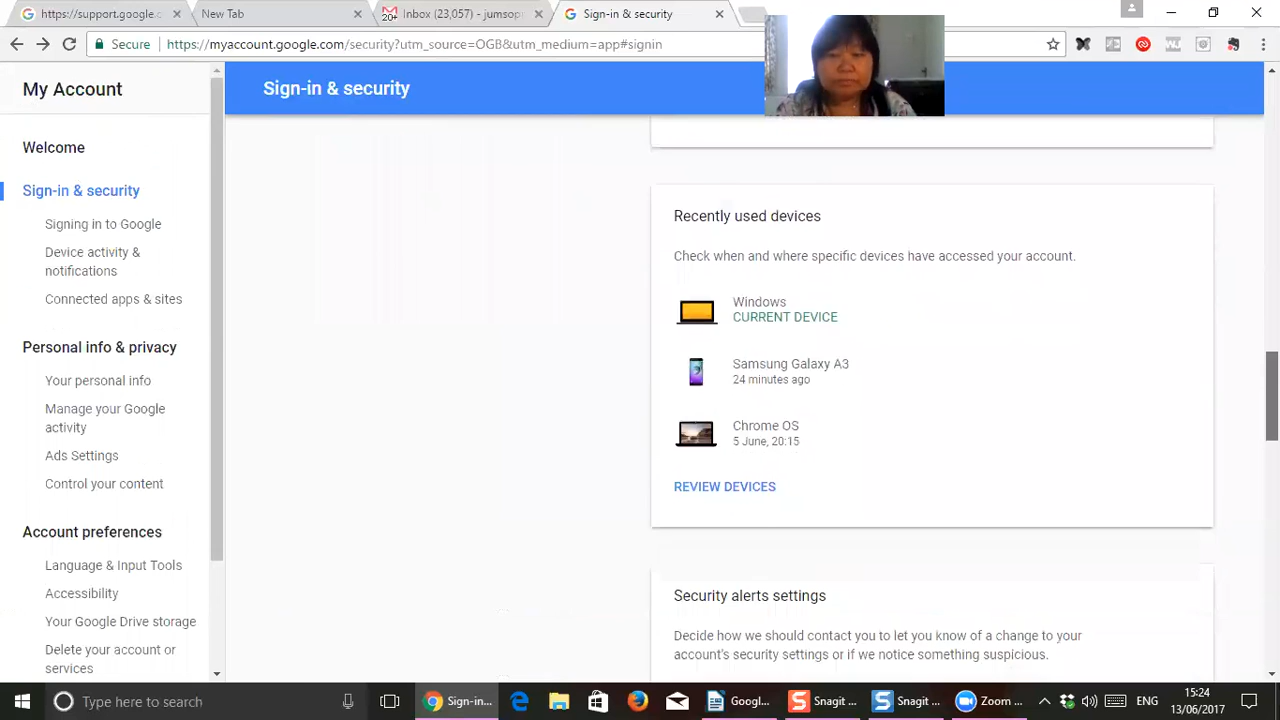 https://support.google.c
New Tab
Inbox (23,057) - jumsopin
Sign-in & security
Secure
https://myaccount.google.com/security?utm_source=OGB&utm_medium=app#signin
My Account
Sign-in & security
Welcome
Sign-in & security
Signing in to Google
Device activity &
notifications
Connected apps & sites
Personal info & privacy
Your personal info
Manage your Google
activity
Ads Settings
Control your content
Account preferences
Language & Input Tools
Accessibility
Your Google Drive storage
Delete your account or
services
Recently used devices
Check when and where specific devices have accessed your account.
Windows
CURRENT DEVICE
Samsung Galaxy A3
24 minutes ago
Chrome OS
5 June, 20:15
REVIEW DEVICES
Security alerts settings
Decide how we should contact you to let you know of a change to your
account's security settings or if we notice something suspicious.
Type here to search
Sign-in...
Googl...
Snagit ...
Snagit ...
Zoom ...
ENG
15:24
13/06/2017